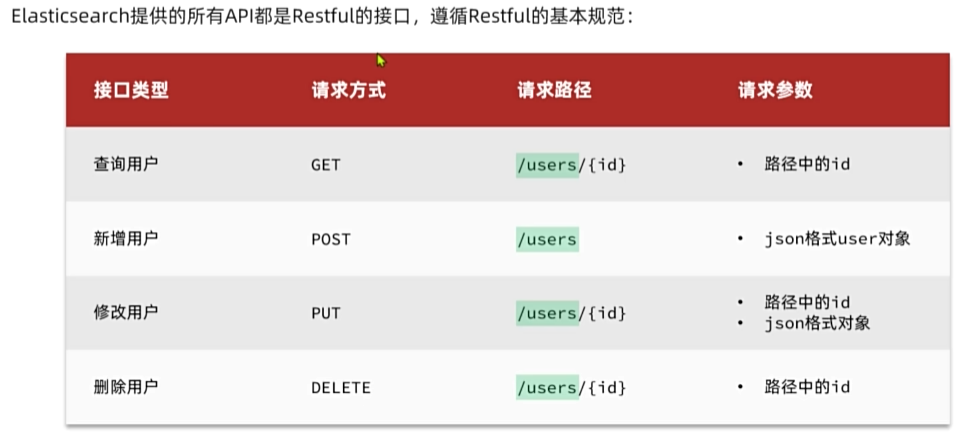 Elasticsearch提供的所有API都是Restful的接口，遵循Restful的基本规范：
接口类型 请求方式 请求路径 请求参数
查询用户 GET /users/{id} • 路径中的id
新增用户 POST /users • json格式user对象
修改用户 PUT /users/{id} • 路径中的id
• json格式对象
删除用户 DELETE /users/{id} • 路径中的id